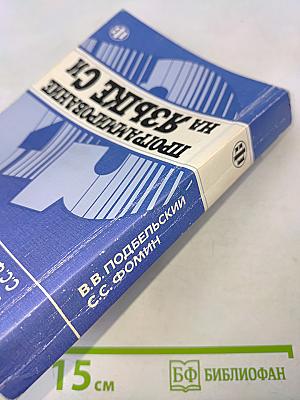 ПРОГРАММИРОВАНИЕ
НА ЯЗЫКЕ СИ
В.В. ПОДБЕЛЬСКИЙ
С.С. ФОМИН
15 см
БФ БИБЛИОФАН